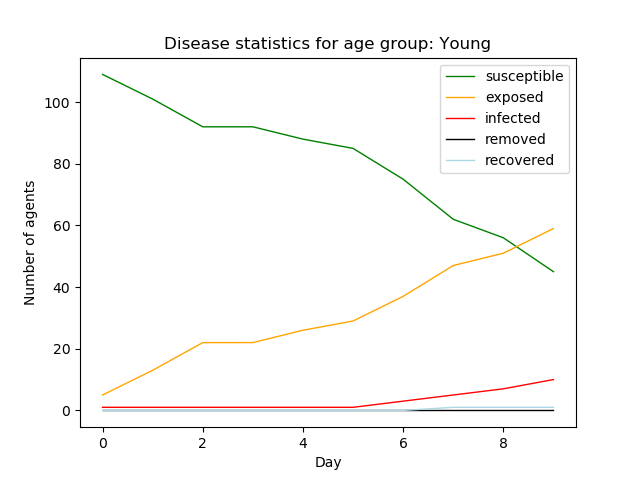 Disease statistics for age group: Young
susceptible
exposed
infected
removed
recovered
Number of agents
100
80
60
40
20
0
0 2 4 6 8
Day